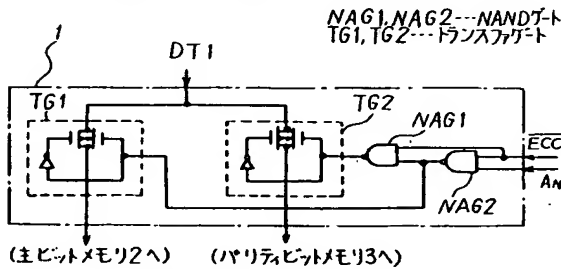 NAG1,NAG2---NANDゲート
TG1,TG2---トランスファゲート
1
DT1
TG1
TG2
NAG1
ECC
AN
NAG2
(主ビットメモリ2へ)
(パリティビットメモリ3へ)